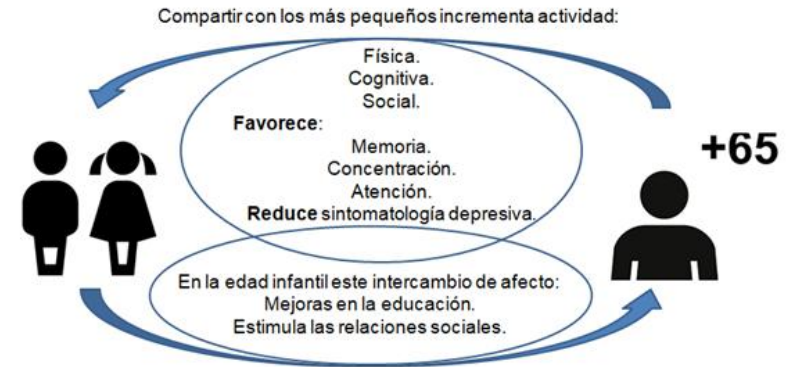 Compartir con los más pequeños incrementa actividad:
Física.
Cognitiva.
Social.
Favorece:
Memoria.
Concentración.
Atención.
Reduce sintomatología depresiva.
+65
En la edad infantil este intercambio de afecto:
Mejoras en la educación.
Estimula las relaciones sociales.